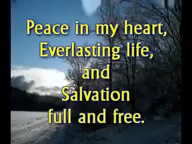 Peace in my heart,
Everlasting life,
and
Salvation
full and free.